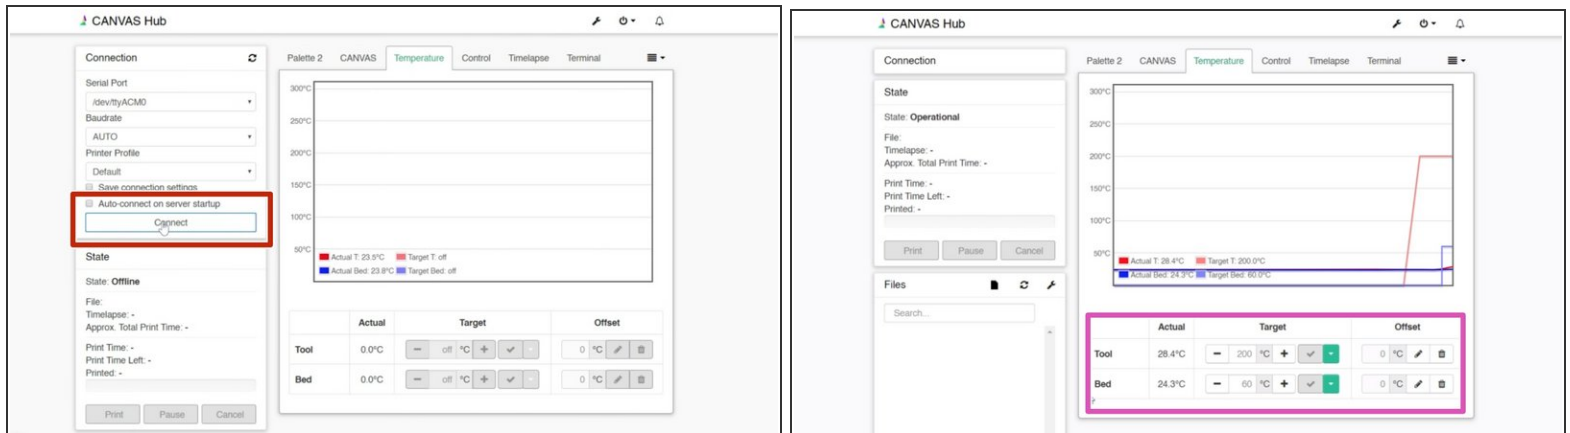 CANVAS Hub
Connection
Serial Port
/dev/ttyACM0
Baudrate
AUTO
Printer Profile
Default
Save connection settings
Auto-connect on server startup
Connect
State
State: Offline
File:
Timelapse: -
Approx. Total Print Time: -
Print Time: -
Print Time Left: -
Printed: -
Print Pause Cancel
Palette 2 CANVAS Temperature Control Timelapse Terminal
300°C
250°C
200°C
150°C
100°C
50°C
Actual T: 23.5°C Target T: off
Actual Bed: 23.8°C Target Bed: off
Actual Target Offset
Tool 0.0°C off °C 0 °C
Bed 0.0°C off °C 0 °C
CANVAS Hub
Connection
State
State: Operational
File:
Timelapse: -
Approx. Total Print Time: -
Print Time: -
Print Time Left: -
Printed: -
Print Pause Cancel
Files
Search...
Palette 2 CANVAS Temperature Control Timelapse Terminal
300°C
250°C
200°C
150°C
100°C
50°C
Actual T: 28.4°C Target T: 200.0°C
Actual Bed: 24.3°C Target Bed: 60.0°C
Actual Target Offset
Tool 28.4°C 200 °C 0 °C
Bed 24.3°C 60 °C 0 °C